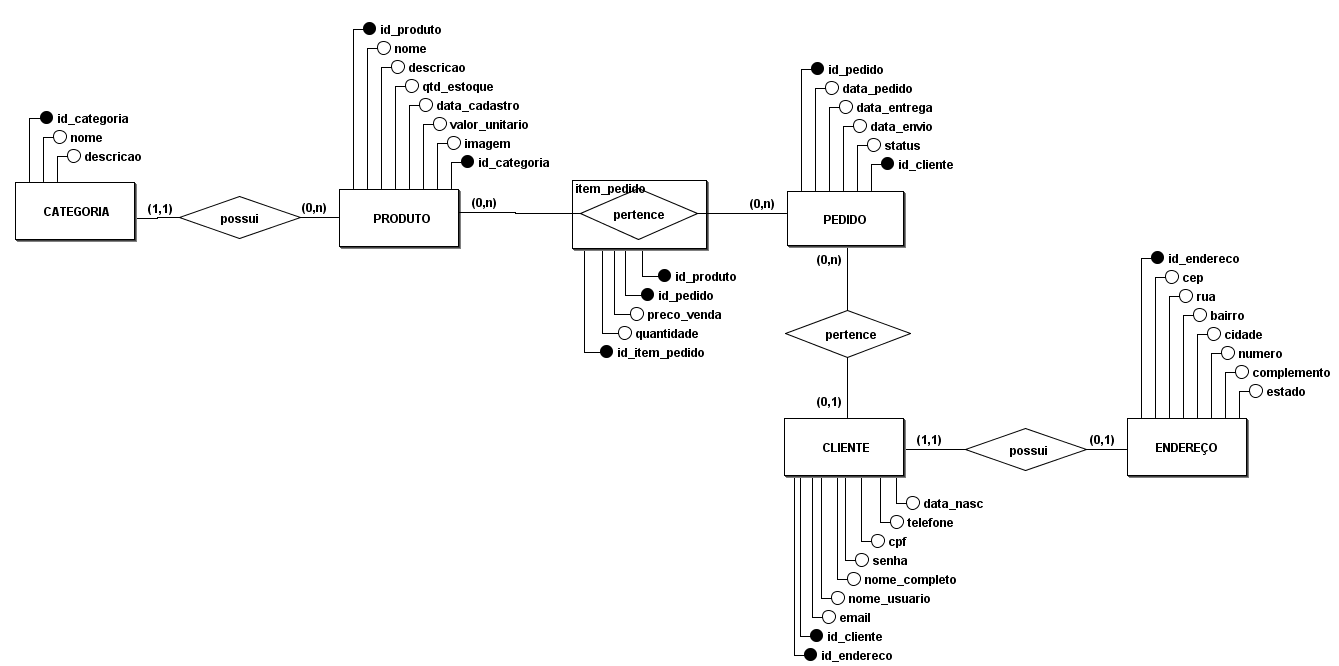 id_produto
nome
descricao
qtd_estoque
data_cadastro
valor_unitario
imagem
id_categoria
id_categoria
nome
descricao
CATEGORIA
(1,1)
possui
(0,n)
PRODUTO
(0,n)
item_pedido
pertence
(0,n)
id_pedido
data_pedido
data_entrega
data_envio
status
id_cliente
PEDIDO
id_produto
id_pedido
preco_venda
quantidade
id_item_pedido
(0,n)
pertence
(0,1)
id_endereco
cep
rua
bairro
cidade
numero
complemento
estado
CLIENTE
(1,1)
possui
(0,1)
ENDEREÇO
data_nasc
telefone
cpf
senha
nome_completo
nome_usuario
email
id_cliente
id_endereco